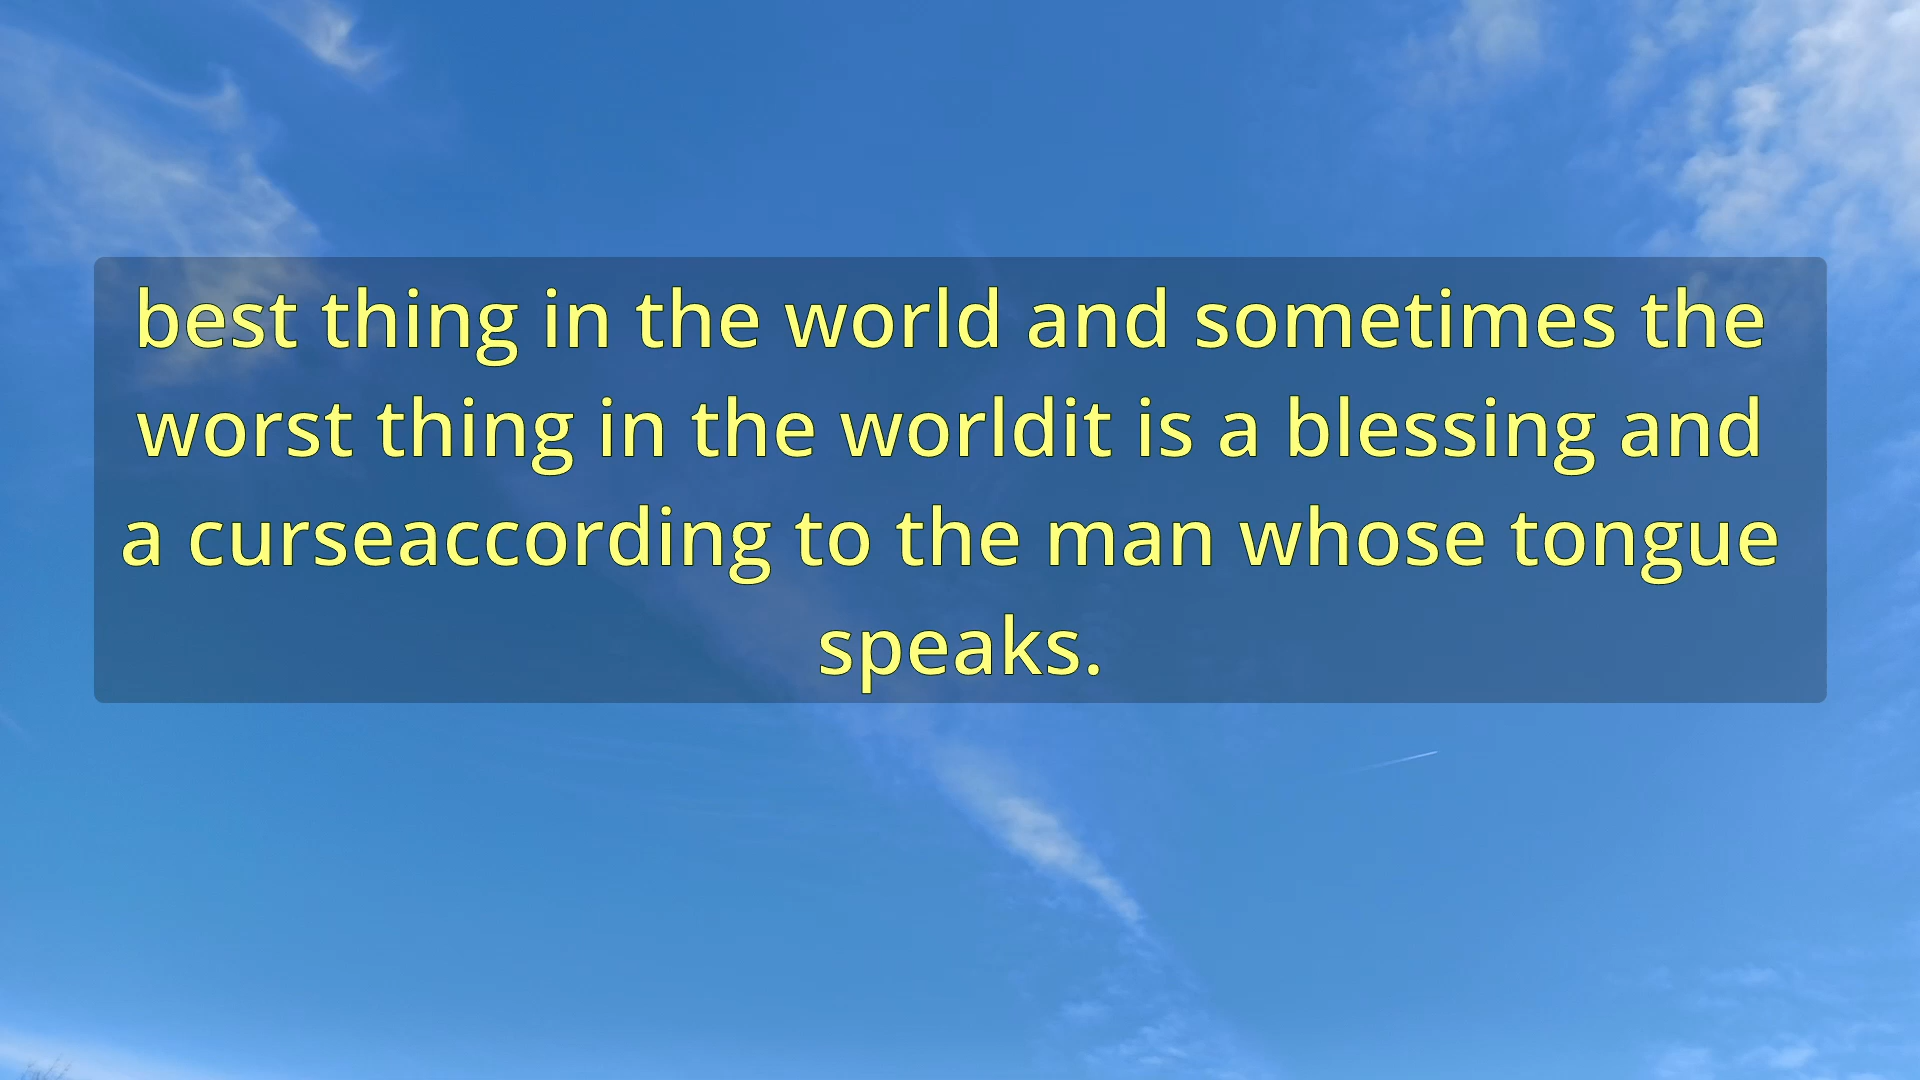 best thing in the world and sometimes the
worst thing in the worldit is a blessing and
a curseaccording to the man whose tongue
speaks.